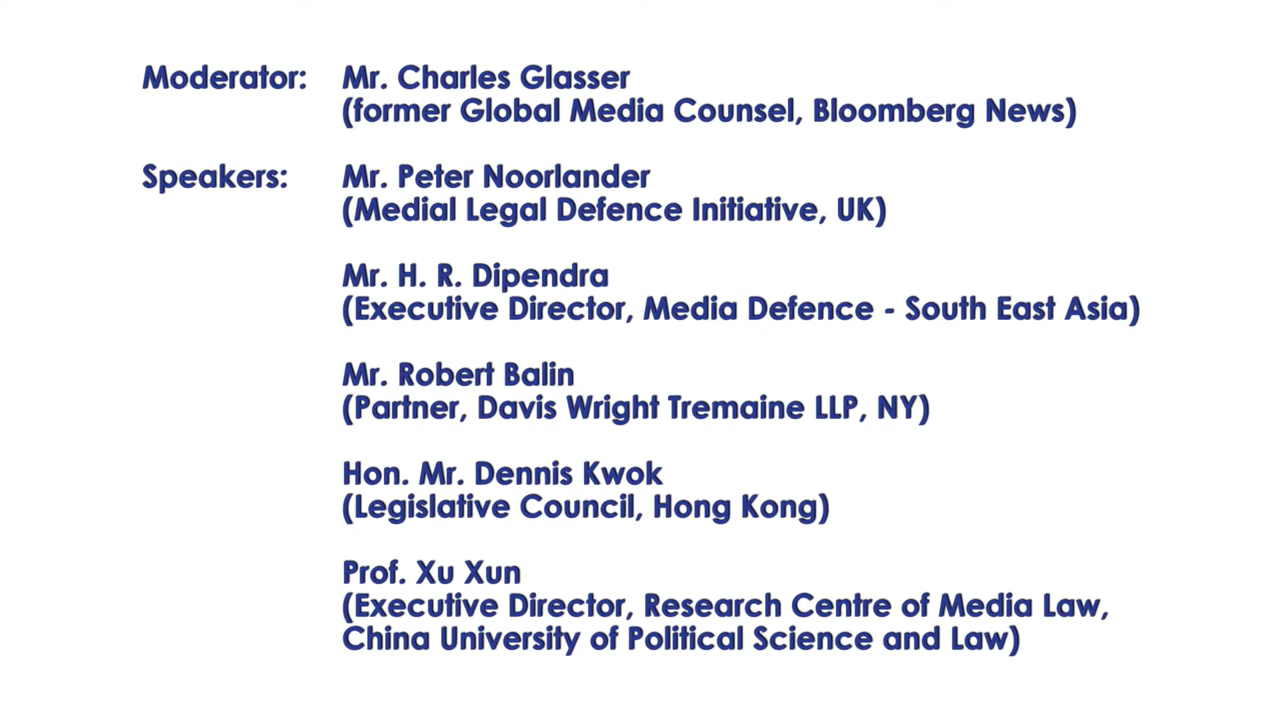 Moderator: Mr. Charles Glasser
(former Global Media Counsel, Bloomberg News)
Speakers: Mr. Peter Noorlander
(Medial Legal Defence Initiative, UK)
Mr. H. R. Dipendra
(Executive Director, Media Defence - South East Asia)
Mr. Robert Balin
(Partner, Davis Wright Tremaine LLP, NY)
Hon. Mr. Dennis Kwok
(Legislative Council, Hong Kong)
Prof. Xu Xun
(Executive Director, Research Centre of Media Law,
China University of Political Science and Law)